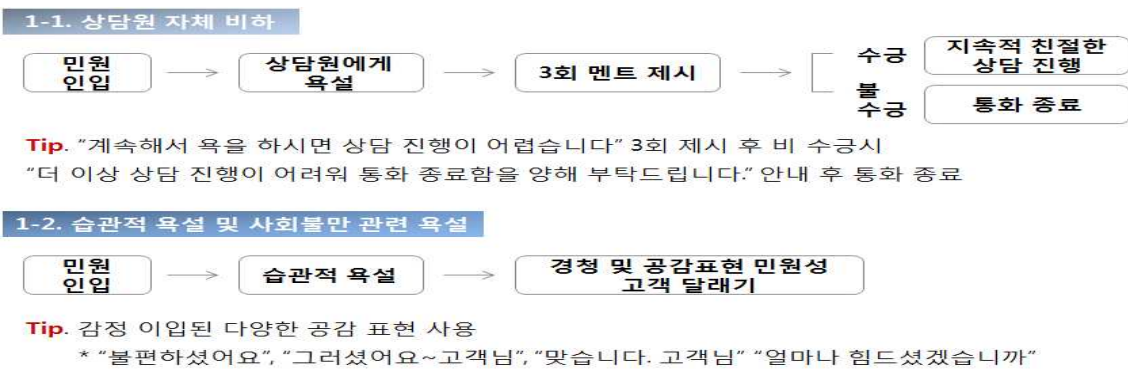 1-1. 상담원 자체 비하
민원
인입
상담원에게
욕설
3회 멘트 제시
수긍
지속적 친절한
상담 진행
불
수긍
통화 종료
Tip. “계속해서 욕을 하시면 상담 진행이 어렵습니다” 3회 제시 후 비 수긍시
“더 이상 상담 진행이 어려워 통화 종료함을 양해 부탁드립니다.” 안내 후 통화 종료
1-2. 습관적 욕설 및 사회불만 관련 욕설
민원
인입
습관적 욕설
경청 및 공감표현 민원성
고객 달래기
Tip. 감정 이입된 다양한 공감 표현 사용
* “불편하셨어요”, “그러셨어요~고객님”, “맞습니다. 고객님” “얼마나 힘드셨겠습니까”